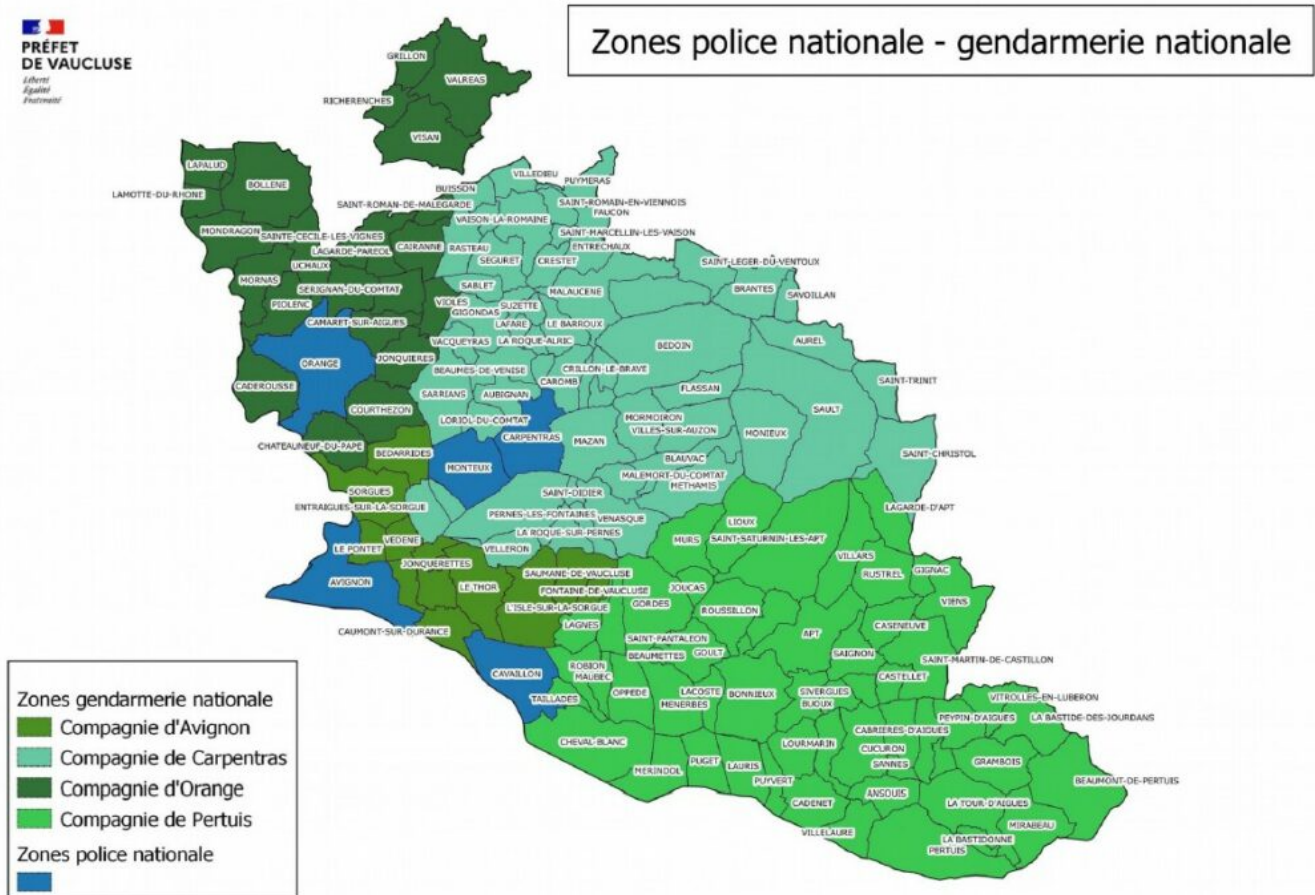 PRÉFET
DE VAUCLUSE
Liberté
Égalité
Fraternité
Zones police nationale - gendarmerie nationale
GRILLON
VALREAS
RICHERENCHES
VISAN
LAPALUD
BOLLENE
LAMOTTE-DU-RHONE
VILLEDIEU
PUYMERAS
BUISSON
SAINT-ROMAN-DE-MALEGARDE
SAINT-ROMAIN-EN-VIENNOIS
FAUCON
VAISON-LA-ROMAINE
MONDRAGON
SAINTE-CECILE-LES-VIGNES
SAINT-MARCELLIN-LES-VAISON
LAGARDE-PAREOL
CAIRANNE
RASTEAU
ENTRECHAUX
UCHAUX
SEGURET
CRESTET
SAINT-LEGER-DU-VENTOUX
MORNAS
SERIGNAN-DU-COMTAT
SABLET
MALAUCENE
BRANTES
SAVOILLAN
PIOLENC
VIOLES
GIGONDAS
SUZETTE
CAMARET-SUR-AIGUES
LAFARE
LE BARROUX
VACQUEYRAS
LA ROQUE-ALRIC
BEDOIN
AUREL
ORANGE
JONQUIERES
BEAUMES-DE-VENISE
CRILLON-LE-BRAVE
CADEROUSSE
CAROMB
FLASSAN
SAINT-TRINIT
SARRIANS
AUBIGNAN
COURTHEZON
LORIOL-DU-COMTAT
MORMOIRON
SAULT
CHATEAUNEUF-DU-PAPE
CARPENTRAS
MAZAN
VILLES-SUR-AUZON
MONIEUX
BEDARRIDES
MONTEUX
BLAUVAC
SAINT-CHRISTOL
MALEMORT-DU-COMTAT
METHAMIS
SORGUES
SAINT-DIDIER
ENTRAIGUES-SUR-LA-SORGUE
PERNES-LES-FONTAINES
VENASQUE
LAGARDE-D'APT
LIOUX
LA ROQUE-SUR-PERNES
MURS
SAINT-SATURNIN-LES-APT
VEDENE
LE PONTET
VELLERON
VILLARS
JONQUERETTES
SAUMANE-DE-VAUCLUSE
RUSTREL
GIGNAC
AVIGNON
LE THOR
FONTAINE-DE-VAUCLUSE
JOUCAS
GORDES
VIENS
L'ISLE-SUR-LA-SORGUE
ROUSSILLON
LAGNES
CASENEUVE
CAUMONT-SUR-DURANCE
SAINT-PANTALEON
APT
BEAUMETTES
GOULT
SAIGNON
SAINT-MARTIN-DE-CASTILLON
CAVAILLON
ROBION
MAUBEC
CASTELLET
OPPEDE
LACOSTE
BONNIEUX
SIVERGUES
VITROLLES-EN-LUBERON
TAILLADES
MENERBES
BUOUX
PEYPIN-D'AIGUES
LA BASTIDE-DES-JOURDANS
CABRIERES-D'AIGUES
CHEVAL-BLANC
LOURMARIN
CUCURON
SANNES
GRAMBOIS
PUGET
LAURIS
MERINDOL
PUYVERT
BEAUMONT-DE-PERTUIS
CADENET
ANSOUIS
LA TOUR-D'AIGUES
MIRABEAU
VILLELAURE
LA BASTIDONNE
PERTUIS
Zones gendarmerie nationale
Compagnie d'Avignon
Compagnie de Carpentras
Compagnie d'Orange
Compagnie de Pertuis
Zones police nationale